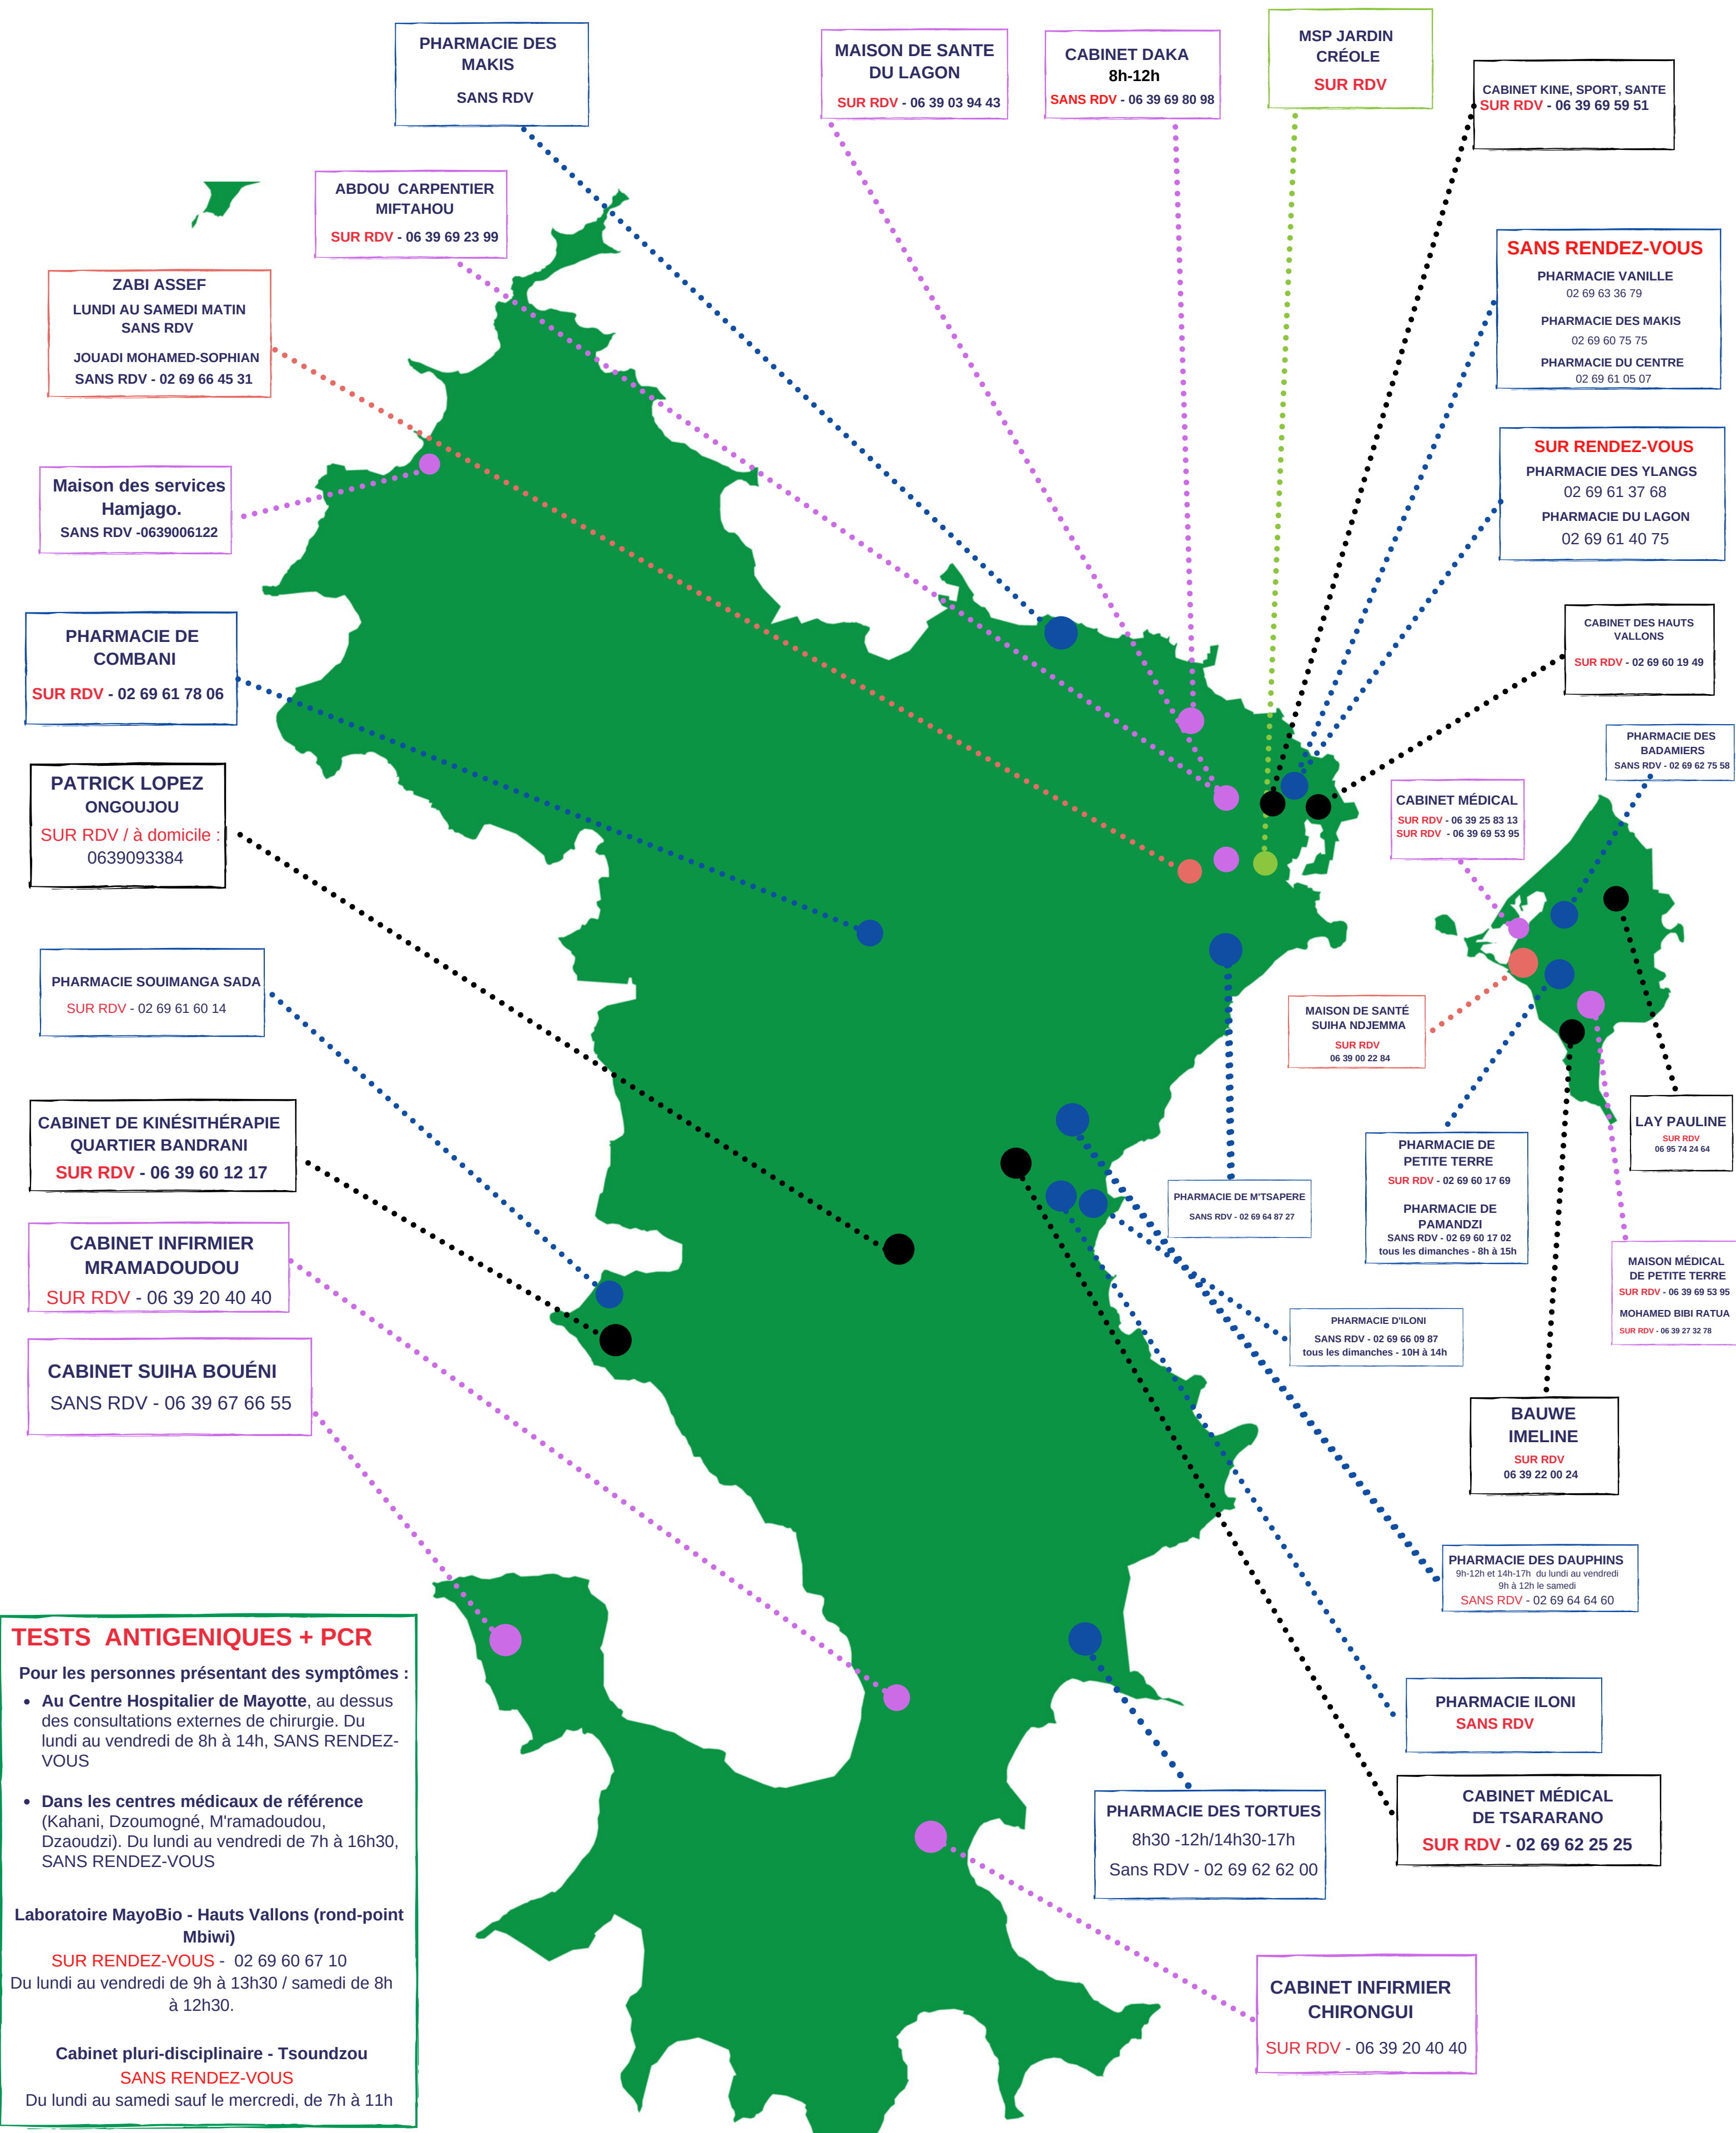 PHARMACIE DES
MAKIS
SANS RDV
MAISON DE SANTE
DU LAGON
SUR RDV - 06 39 03 94 43
CABINET DAKA
8h-12h
SANS RDV - 06 39 69 80 98
MSP JARDIN
CRÉOLE
SUR RDV
CABINET KINE, SPORT, SANTE
SUR RDV - 06 39 69 59 51
ABDOU CARPENTIER
MIFTAHOU
SUR RDV - 06 39 69 23 99
ZABI ASSEF
LUNDI AU SAMEDI MATIN
SANS RDV
JOUADI MOHAMED-SOPHIAN
SANS RDV - 02 69 66 45 31
SANS RENDEZ-VOUS
PHARMACIE VANILLE
02 69 63 36 79
PHARMACIE DES MAKIS
02 69 60 75 75
PHARMACIE DU CENTRE
02 69 61 05 07
SUR RENDEZ-VOUS
PHARMACIE DES YLANGS
02 69 61 37 68
PHARMACIE DU LAGON
02 69 61 40 75
Maison des services
Hamjago.
SANS RDV -0639006122
PHARMACIE DE
COMBANI
SUR RDV - 02 69 61 78 06
CABINET DES HAUTS
VALLONS
SUR RDV - 02 69 60 19 49
PHARMACIE DES
BADAMIERS
SANS RDV - 02 69 62 75 58
CABINET MÉDICAL
SUR RDV - 06 39 25 83 13
SUR RDV - 06 39 69 53 95
PATRICK LOPEZ
ONGOUJOU
SUR RDV / à domicile :
0639093384
PHARMACIE SOUIMANGA SADA
SUR RDV - 02 69 61 60 14
MAISON DE SANTÉ
SUIHA NDJEMMA
SUR RDV
06 39 00 22 84
LAY PAULINE
SUR RDV
06 95 74 24 64
CABINET DE KINÉSITHÉRAPIE
QUARTIER BANDRANI
SUR RDV - 06 39 60 12 17
PHARMACIE DE M'TSAPERE
SANS RDV - 02 69 64 87 27
PHARMACIE DE
PETITE TERRE
SUR RDV - 02 69 60 17 69
PHARMACIE DE
PAMANDZI
SANS RDV - 02 69 60 17 02
tous les dimanches - 8h à 15h
CABINET INFIRMIER
MRAMADOUDOU
SUR RDV - 06 39 20 40 40
MAISON MÉDICAL
DE PETITE TERRE
SUR RDV - 06 39 69 53 95
MOHAMED BIBI RATUA
SUR RDV - 06 39 27 32 78
PHARMACIE D'ILONI
SANS RDV - 02 69 66 09 87
tous les dimanches - 10H à 14h
CABINET SUIHA BOUÉNI
SANS RDV - 06 39 67 66 55
BAUWE
IMELINE
SUR RDV
06 39 22 00 24
PHARMACIE DES DAUPHINS
9h-12h et 14h-17h du lundi au vendredi
9h à 12h le samedi
SANS RDV - 02 69 64 64 60
PHARMACIE ILONI
SANS RDV
CABINET MÉDICAL
DE TSARARANO
SUR RDV - 02 69 62 25 25
PHARMACIE DES TORTUES
8h30 -12h/14h30-17h
Sans RDV - 02 69 62 62 00
CABINET INFIRMIER
CHIRONGUI
SUR RDV - 06 39 20 40 40
TESTS ANTIGENIQUES + PCR
Pour les personnes présentant des symptômes :
• Au Centre Hospitalier de Mayotte, au dessus
des consultations externes de chirurgie. Du
lundi au vendredi de 8h à 14h, SANS RENDEZ-
VOUS
• Dans les centres médicaux de référence
(Kahani, Dzoumogné, M'ramadoudou,
Dzaoudzi). Du lundi au vendredi de 7h à 16h30,
SANS RENDEZ-VOUS
Laboratoire MayoBio - Hauts Vallons (rond-point
Mbiwi)
SUR RENDEZ-VOUS - 02 69 60 67 10
Du lundi au vendredi de 9h à 13h30 / samedi de 8h
à 12h30.
Cabinet pluri-disciplinaire - Tsoundzou
SANS RENDEZ-VOUS
Du lundi au samedi sauf le mercredi, de 7h à 11h